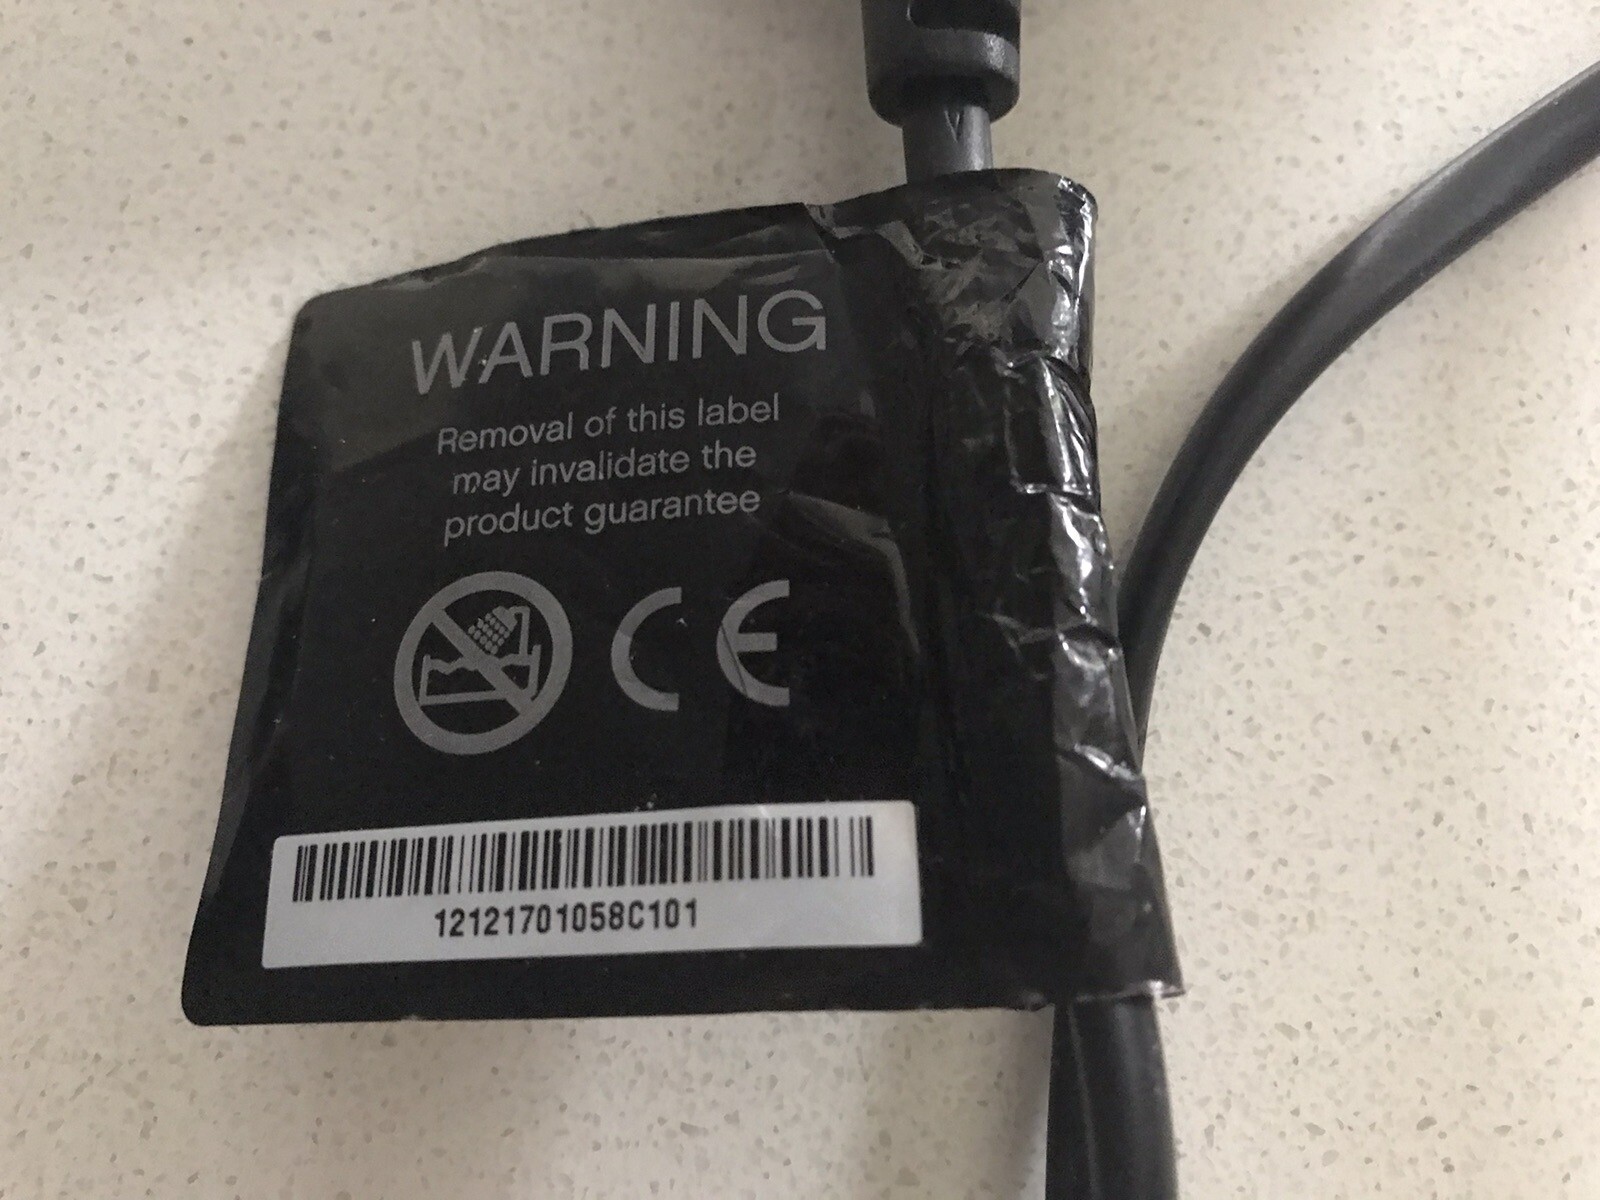 WARNING
Removal of this label
may invalidate the
product guarantee
CE
12121701058C101